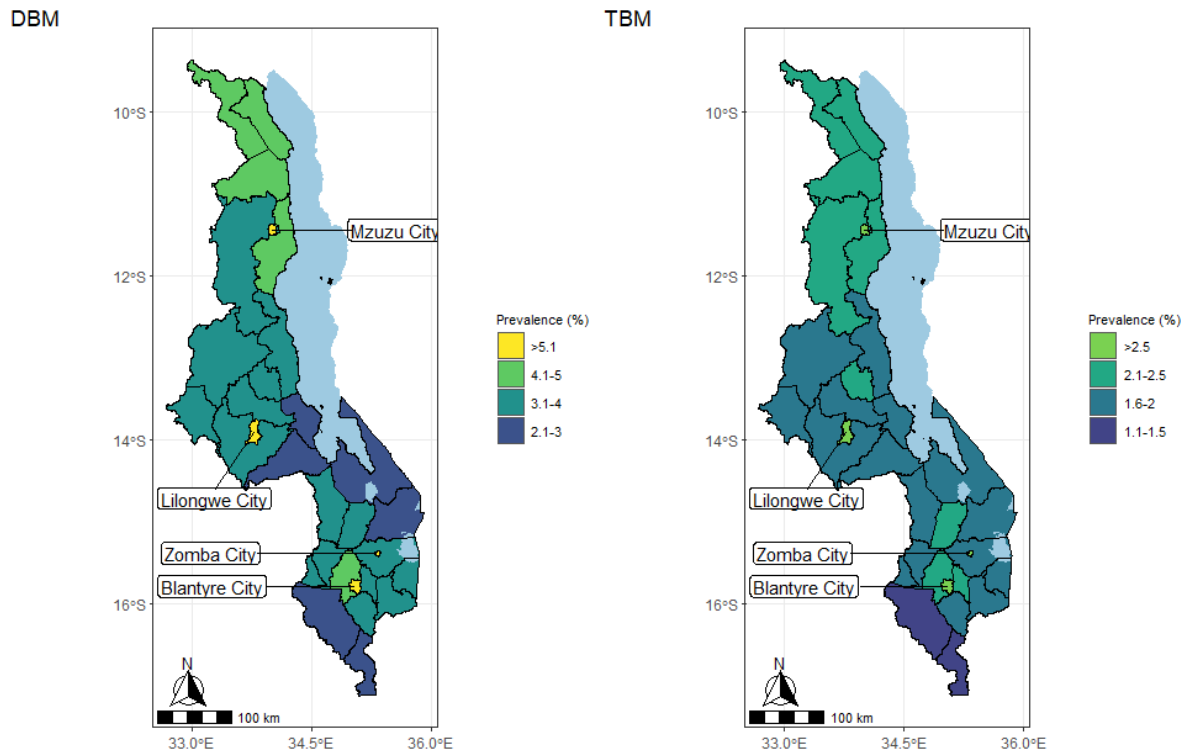 DBM
10°S
12°S
14°S
16°S
Mzuzu City
Lilongwe City
Zomba City
Blantyre City
N
100 km
33.0°E
34.5°E
36.0°E
Prevalence (%)
>5.1
4.1-5
3.1-4
2.1-3
TBM
10°S
12°S
14°S
16°S
Mzuzu City
Lilongwe City
Zomba City
Blantyre City
N
100 km
33.0°E
34.5°E
36.0°E
Prevalence (%)
>2.5
2.1-2.5
1.6-2
1.1-1.5